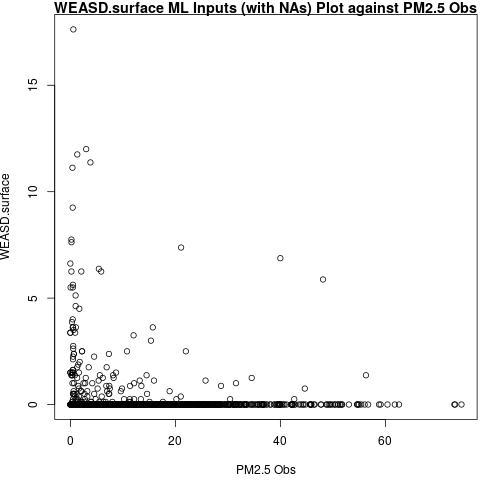 WEASD.surface ML Inputs (with NAs) Plot against PM2.5 Obs
15
10
5
0
WEASD.surface
0 20 40 60
PM2.5 Obs